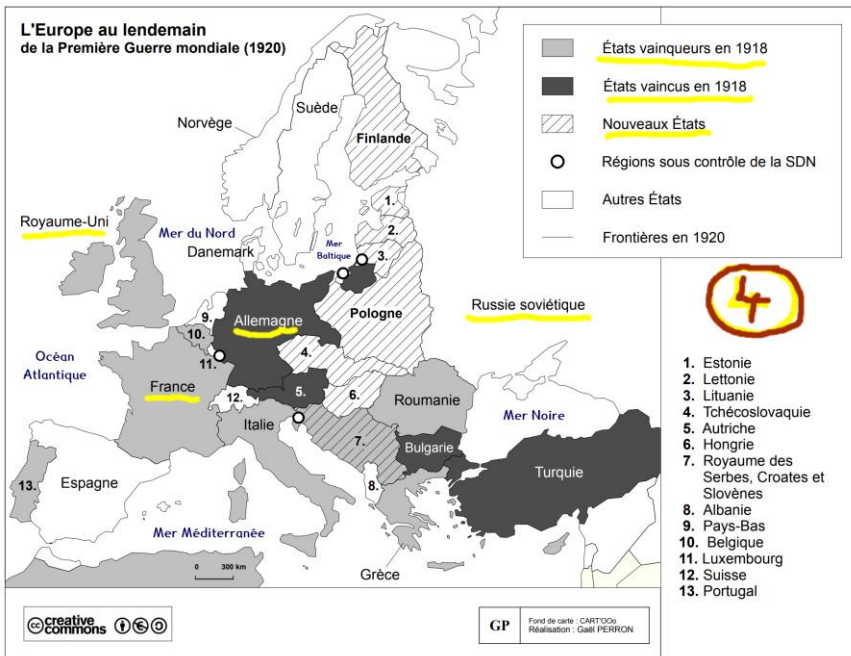 L'Europe au lendemain
de la Première Guerre mondiale (1920)
États vainqueurs en 1918
États vaincus en 1918
Nouveaux États
Régions sous contrôle de la SDN
Autres États
Frontières en 1920
Norvège
Suède
Finlande
Royaume-Uni
Mer du Nord
Danemark
Mer
Baltique
1.
2.
3.
Russie soviétique
4
9.
Allemagne
Pologne
10.
Océan
Atlantique
11.
4.
France
5.
6.
12.
Roumanie
Mer Noire
Italie
7.
Bulgarie
Turquie
13.
Espagne
8.
Mer Méditerranée
0 300 km
Grèce
1. Estonie
2. Lettonie
3. Lituanie
4. Tchécoslovaquie
5. Autriche
6. Hongrie
7. Royaume des
Serbes, Croates et
Slovènes
8. Albanie
9. Pays-Bas
10. Belgique
11. Luxembourg
12. Suisse
13. Portugal
cc creative
commons
GP
Fond de carte : CART'OOo
Réalisation : Gaël PERRON